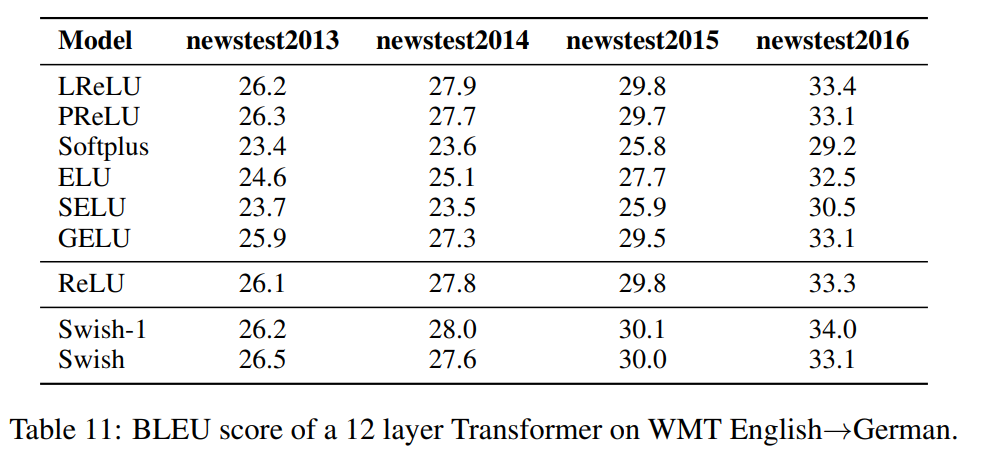 Model newstest2013 newstest2014 newstest2015 newstest2016
LReLU 26.2 27.9 29.8 33.4
PReLU 26.3 27.7 29.7 33.1
Softplus 23.4 23.6 25.8 29.2
ELU 24.6 25.1 27.7 32.5
SELU 23.7 23.5 25.9 30.5
GELU 25.9 27.3 29.5 33.1
ReLU 26.1 27.8 29.8 33.3
Swish-1 26.2 28.0 30.1 34.0
Swish 26.5 27.6 30.0 33.1
Table 11: BLEU score of a 12 layer Transformer on WMT English→German.